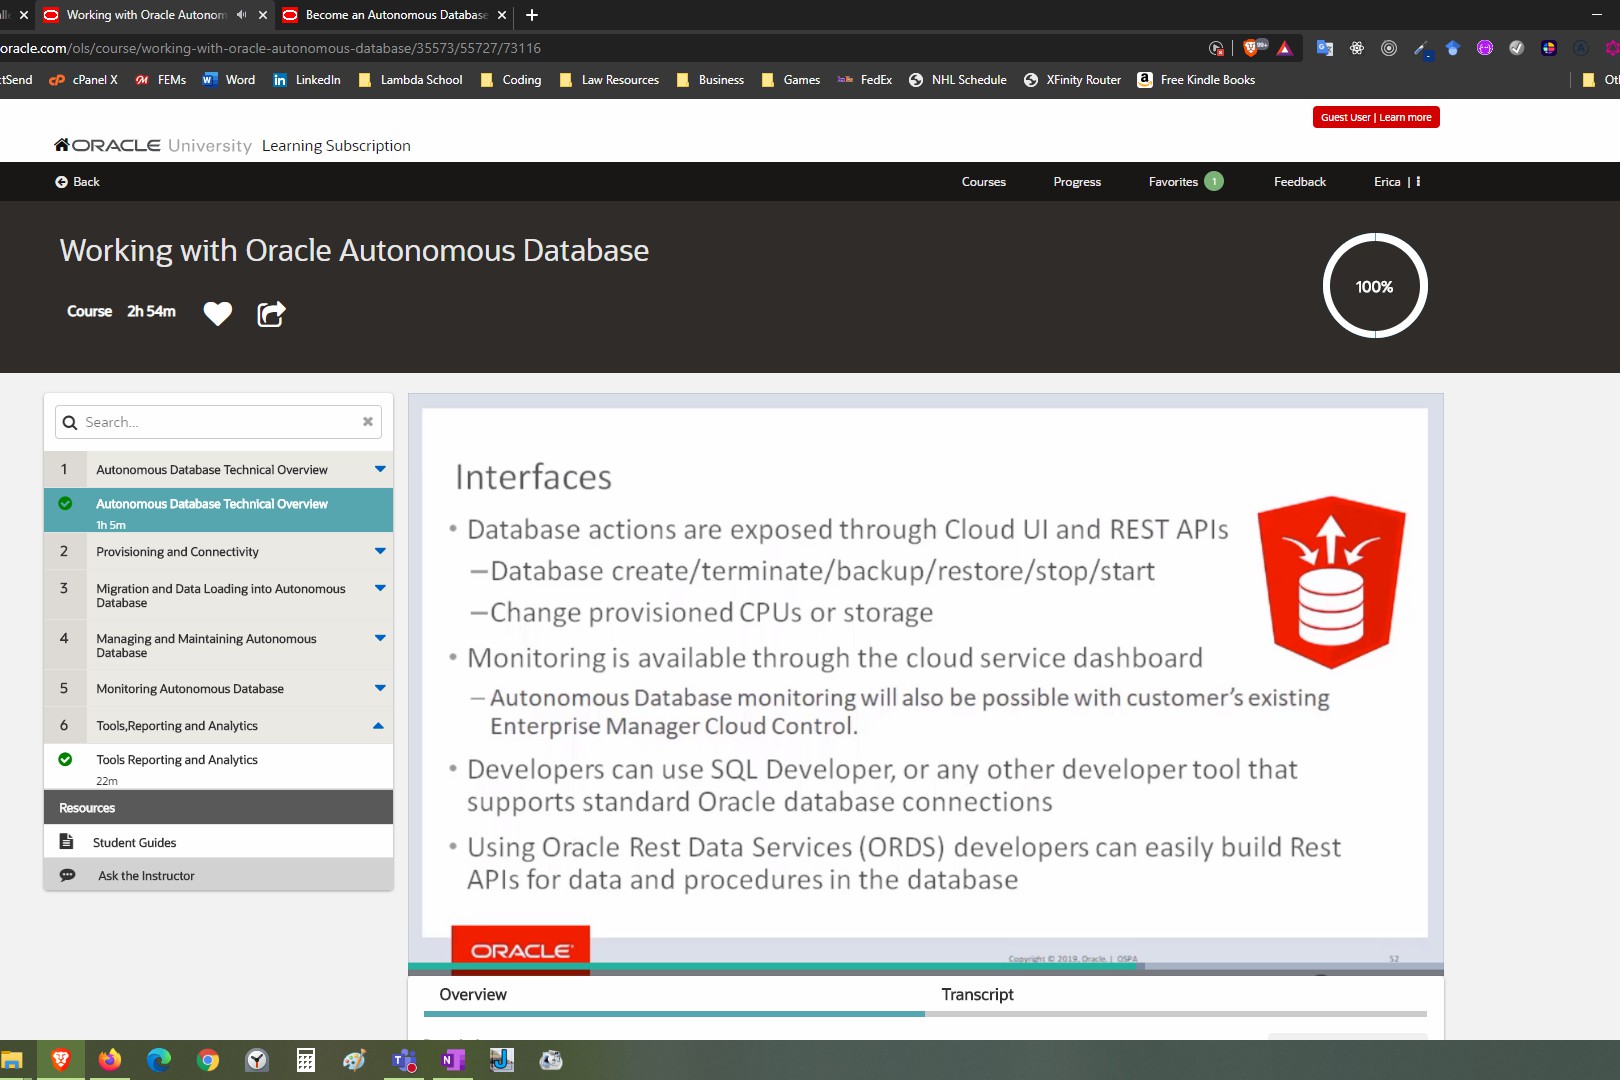 Working with Oracle Autonom
Become an Autonomous Database
oracle.com/ols/course/working-with-oracle-autonomous-database/35573/55727/73116
99+
ctSend
cPanel X
FEMs
Word
LinkedIn
Lambda School
Coding
Law Resources
Business
Games
FedEx
NHL Schedule
XFinity Router
Free Kindle Books
Guest User | Learn more
ORACLE University Learning Subscription
Back
Courses
Progress
Favorites 1
Feedback
Erica |
Working with Oracle Autonomous Database
Course 2h 54m
100%
Search...
1 Autonomous Database Technical Overview
Autonomous Database Technical Overview
1h 5m
2 Provisioning and Connectivity
3 Migration and Data Loading into Autonomous
Database
4 Managing and Maintaining Autonomous
Database
5 Monitoring Autonomous Database
6 Tools,Reporting and Analytics
Tools Reporting and Analytics
22m
Resources
Student Guides
Ask the Instructor
Interfaces
• Database actions are exposed through Cloud UI and REST APIs
–Database create/terminate/backup/restore/stop/start
–Change provisioned CPUs or storage
• Monitoring is available through the cloud service dashboard
– Autonomous Database monitoring will also be possible with customer's existing
Enterprise Manager Cloud Control.
• Developers can use SQL Developer, or any other developer tool that
supports standard Oracle database connections
• Using Oracle Rest Data Services (ORDS) developers can easily build Rest
APIs for data and procedures in the database
ORACLE
Copyright © 2019, Oracle. | OSPA
52
Overview
Transcript